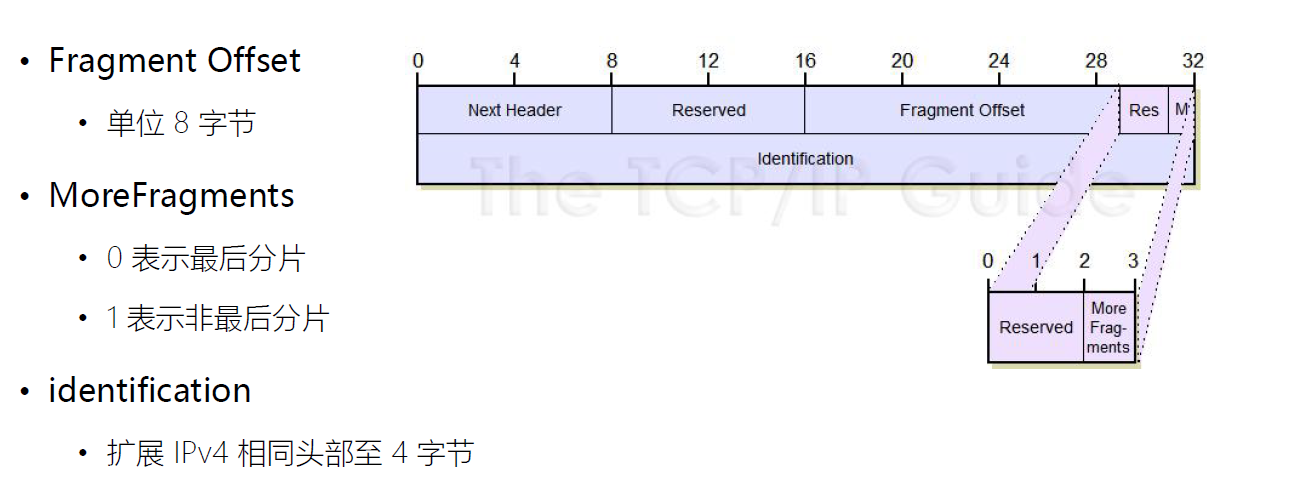 • Fragment Offset
• 单位 8 字节
• MoreFragments
• 0 表示最后分片
• 1 表示非最后分片
• identification
• 扩展 IPv4 相同头部至 4 字节
0 4 8 12 16 20 24 28 32
Next Header Reserved Fragment Offset Res M
Identification
The TCP/IP Guide
0 1 2 3
Reserved
More
Frag-
ments